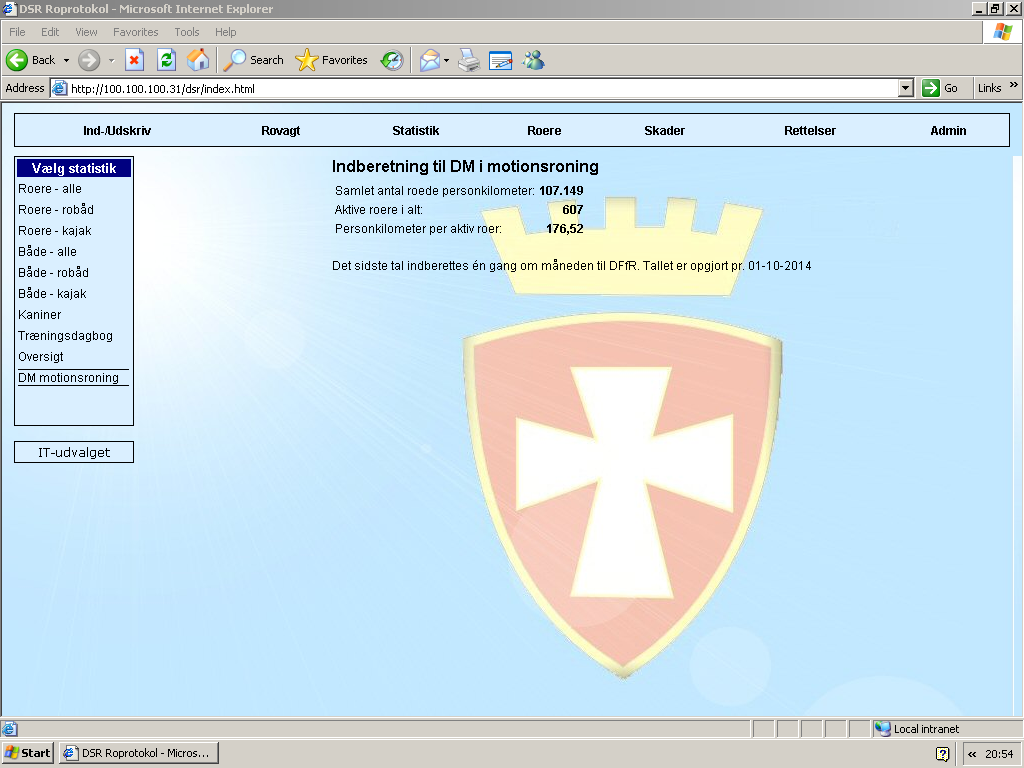 DSR Roprotokol - Microsoft Internet Explorer
File Edit View Favorites Tools Help
Back Search Favorites
Address http://100.100.100.31/dsr/index.html Go Links »
Ind-/Udskriv Rovagt Statistik Roere Skader Rettelser Admin
Vælg statistik
Roere - alle
Roere - robåd
Roere - kajak
Både - alle
Både - robåd
Både - kajak
Kaniner
Træningsdagbog
Oversigt
DM motionsroning
IT-udvalget
Indberetning til DM i motionsroning
Samlet antal roede personkilometer: 107.149
Aktive roere i alt: 607
Personkilometer per aktiv roer: 176,52
Det sidste tal indberettes én gang om måneden til DFfR. Tallet er opgjort pr. 01-10-2014
Local intranet
Start DSR Roprotokol - Micros... « 20:54